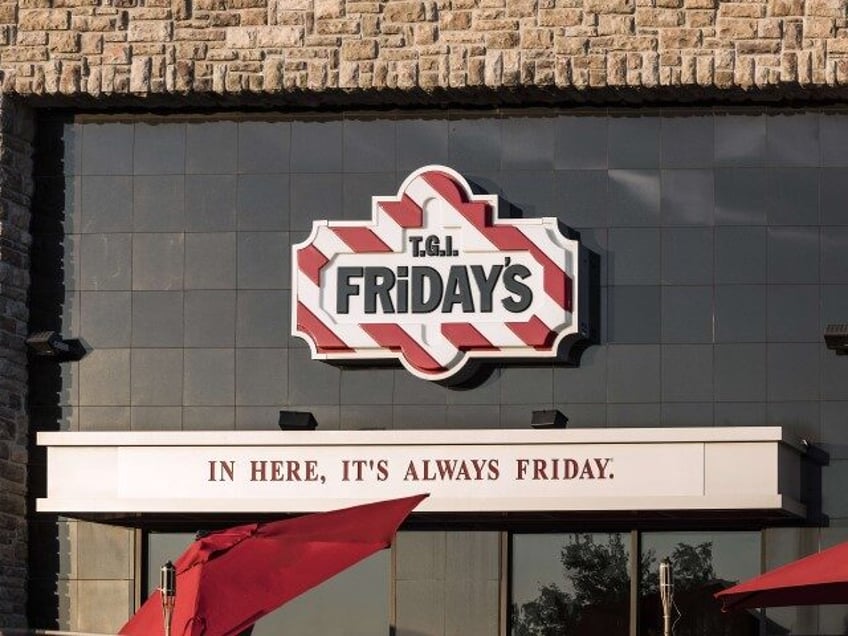 T.G.I.
FRiDAY'S
IN HERE, IT'S ALWAYS FRIDAY.